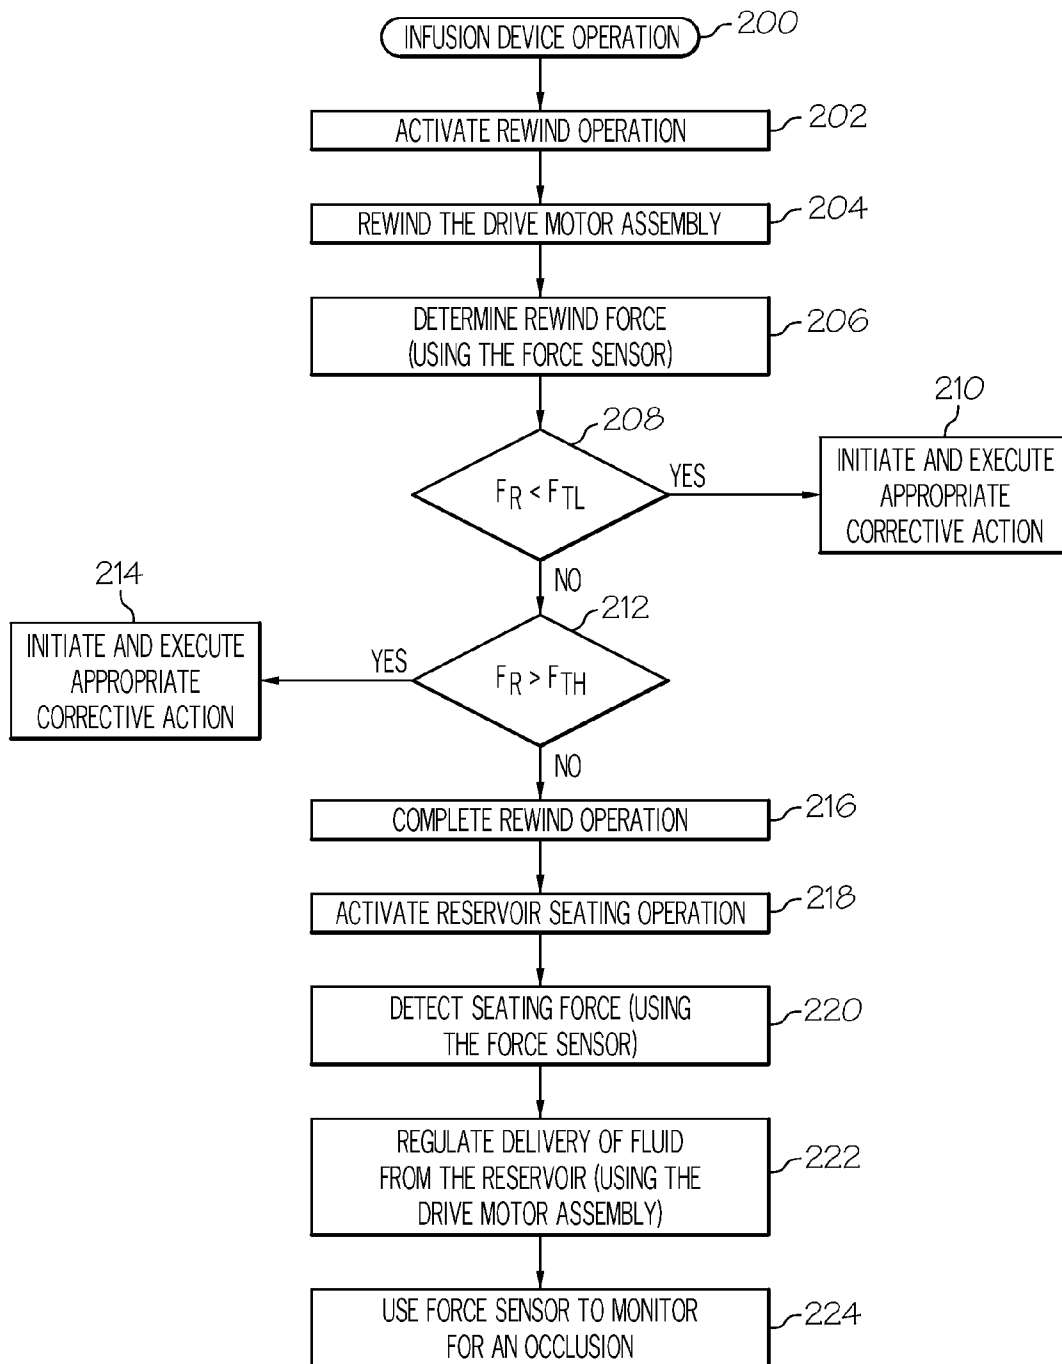 INFUSION DEVICE OPERATION
200
ACTIVATE REWIND OPERATION
202
REWIND THE DRIVE MOTOR ASSEMBLY
204
DETERMINE REWIND FORCE
(USING THE FORCE SENSOR)
206
208
F_R < F_TL
YES
210
INITIATE AND EXECUTE
APPROPRIATE
CORRECTIVE ACTION
NO
212
F_R > F_TH
YES
214
INITIATE AND EXECUTE
APPROPRIATE
CORRECTIVE ACTION
NO
COMPLETE REWIND OPERATION
216
ACTIVATE RESERVOIR SEATING OPERATION
218
DETECT SEATING FORCE (USING
THE FORCE SENSOR)
220
REGULATE DELIVERY OF FLUID
FROM THE RESERVOIR (USING THE
DRIVE MOTOR ASSEMBLY)
222
USE FORCE SENSOR TO MONITOR
FOR AN OCCLUSION
224